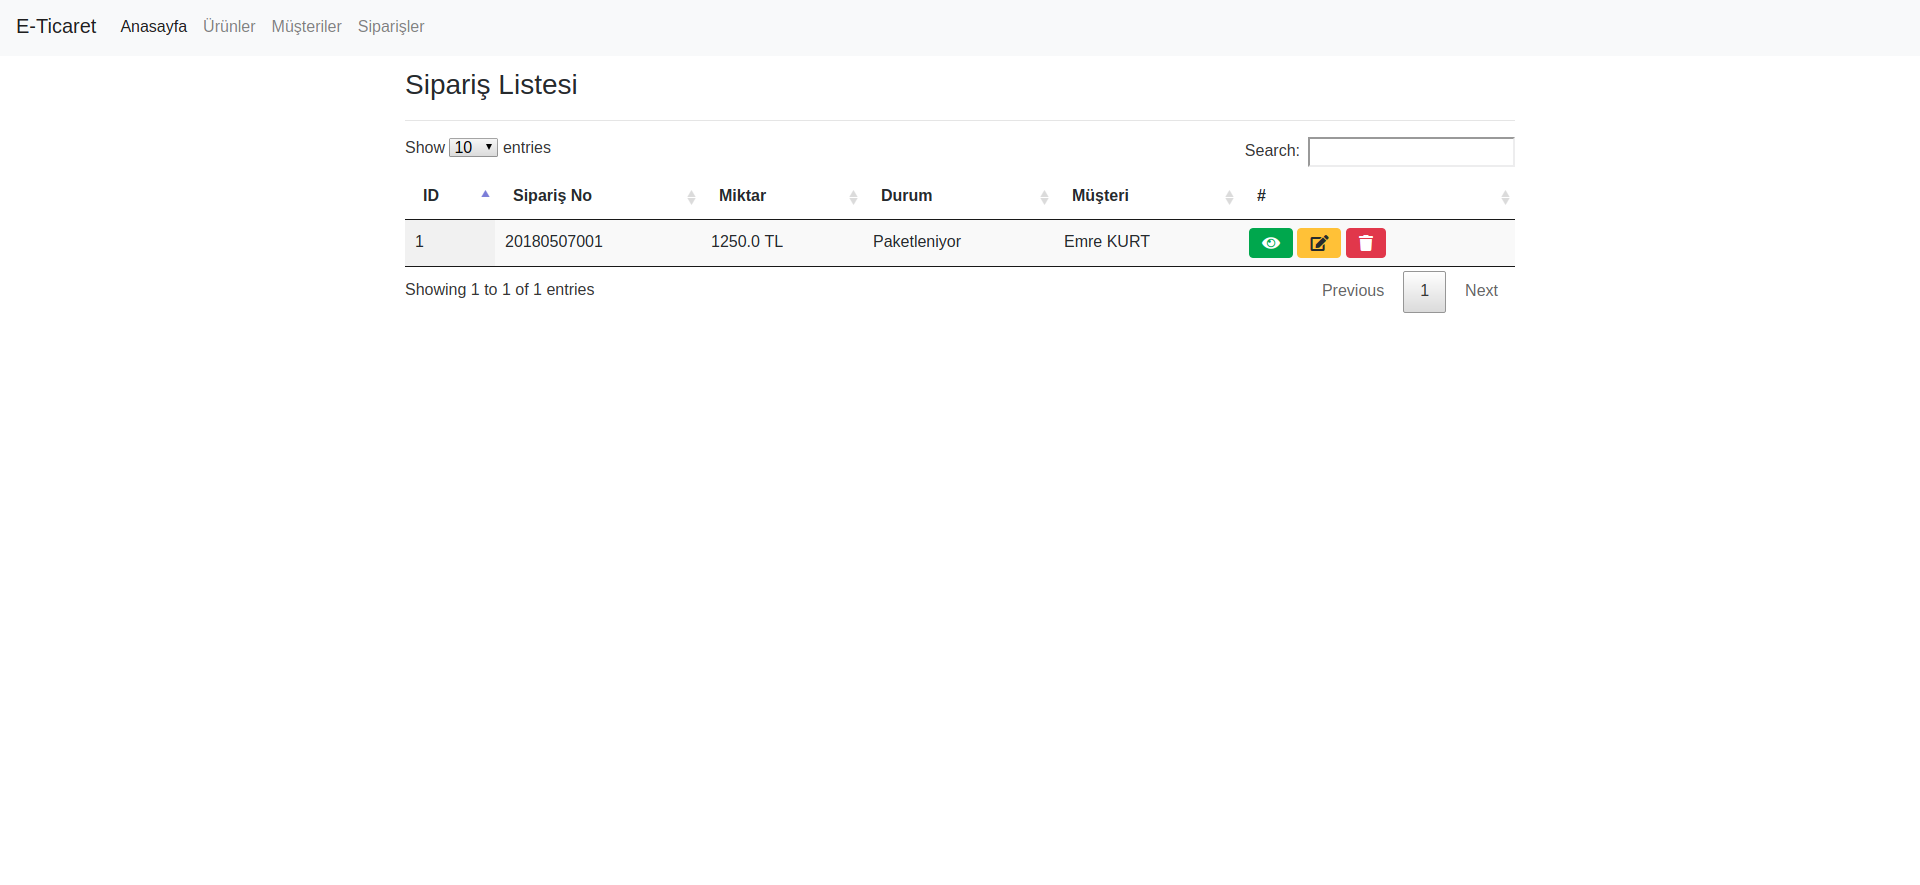 E-Ticaret Anasayfa Ürünler Müşteriler Siparişler
Sipariş Listesi
Show 10 entries
Search:
ID Sipariş No Miktar Durum Müşteri #
1 20180507001 1250.0 TL Paketleniyor Emre KURT
Showing 1 to 1 of 1 entries
Previous 1 Next